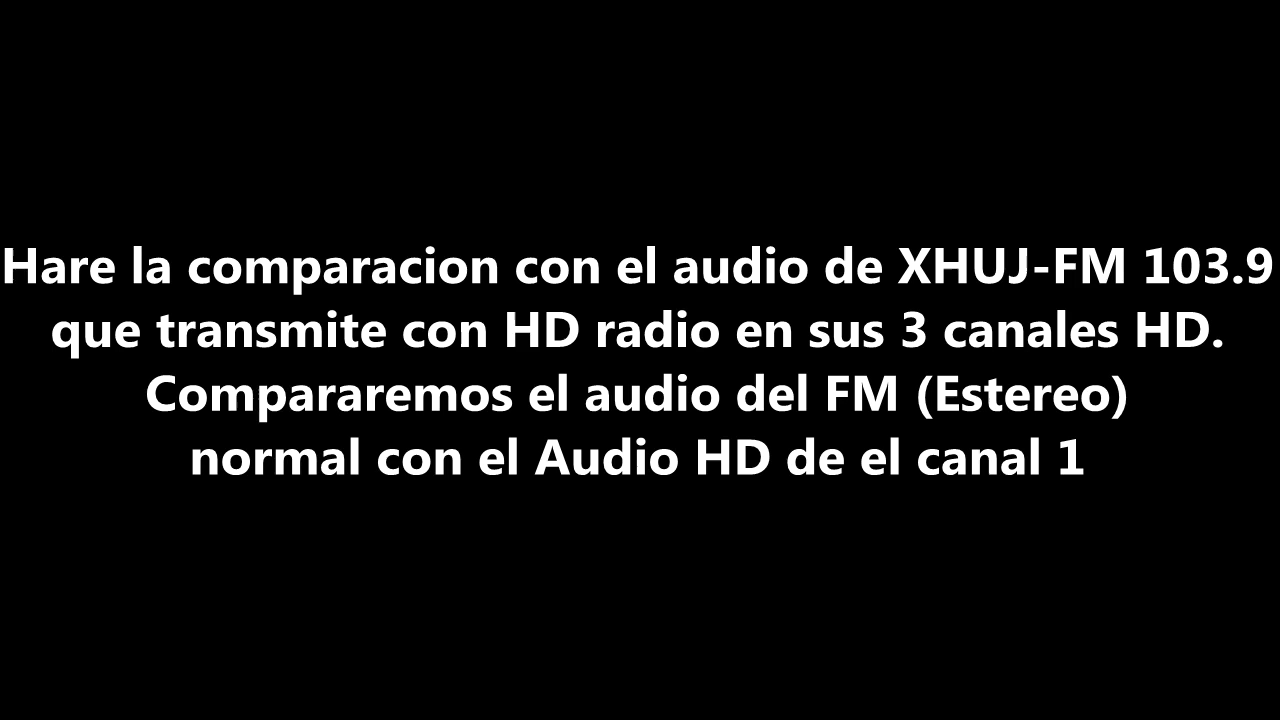 Hare la comparacion con el audio de XHUJ-FM 103.9
que transmite con HD radio en sus 3 canales HD.
Compararemos el audio del FM (Estereo)
normal con el Audio HD de el canal 1